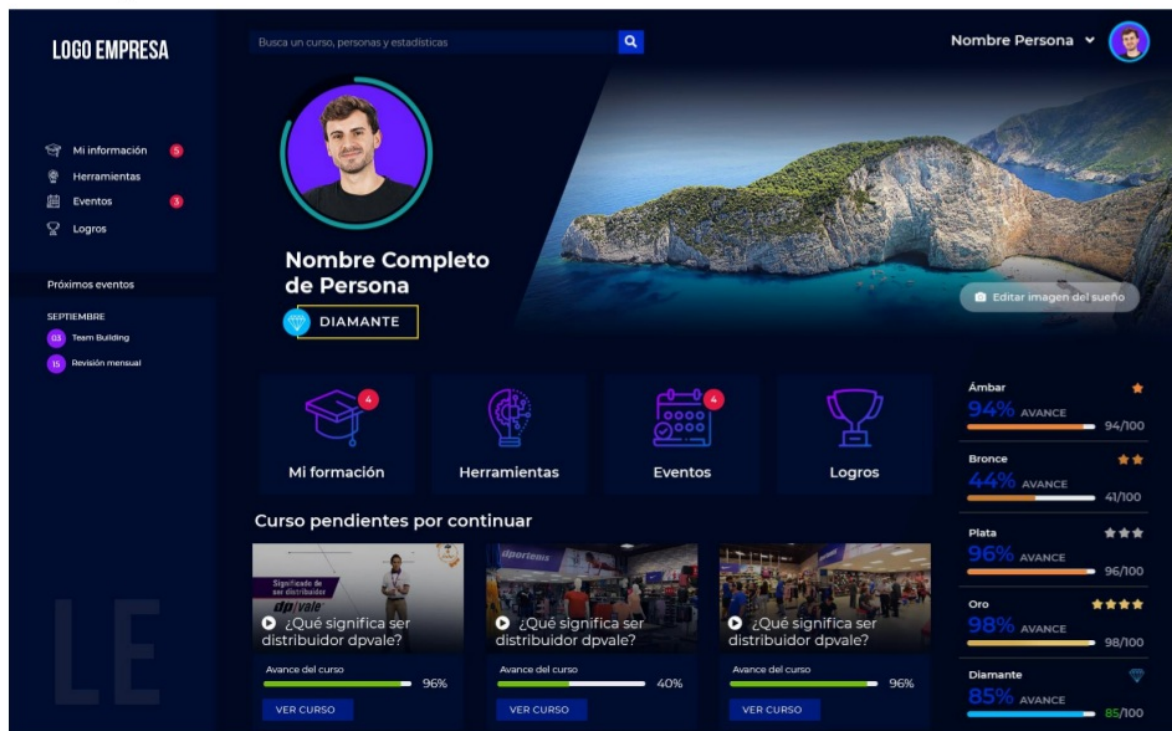 LOGO EMPRESA
Busca un curso, personas y estadísticas
Nombre Persona
Mi información 5
Herramientas
Eventos 3
Logros
Próximos eventos
SEPTIEMBRE
03 Team Building
15 Revisión mensual
LE
Nombre Completo
de Persona
DIAMANTE
Editar imagen del sueño
4
Mi formación
Herramientas
4
Eventos
Logros
Curso pendientes por continuar
Significado de
ser distribuidor
dp/vale
¿Qué significa ser
distribuidor dpvale?
Avance del curso
96%
VER CURSO
dportenis
¿Qué significa ser
distribuidor dpvale?
Avance del curso
40%
VER CURSO
¿Qué significa ser
distribuidor dpvale?
Avance del curso
96%
VER CURSO
Ámbar
94% AVANCE
94/100
Bronce
44% AVANCE
41/100
Plata
96% AVANCE
96/100
Oro
98% AVANCE
98/100
Diamante
85% AVANCE
85/100